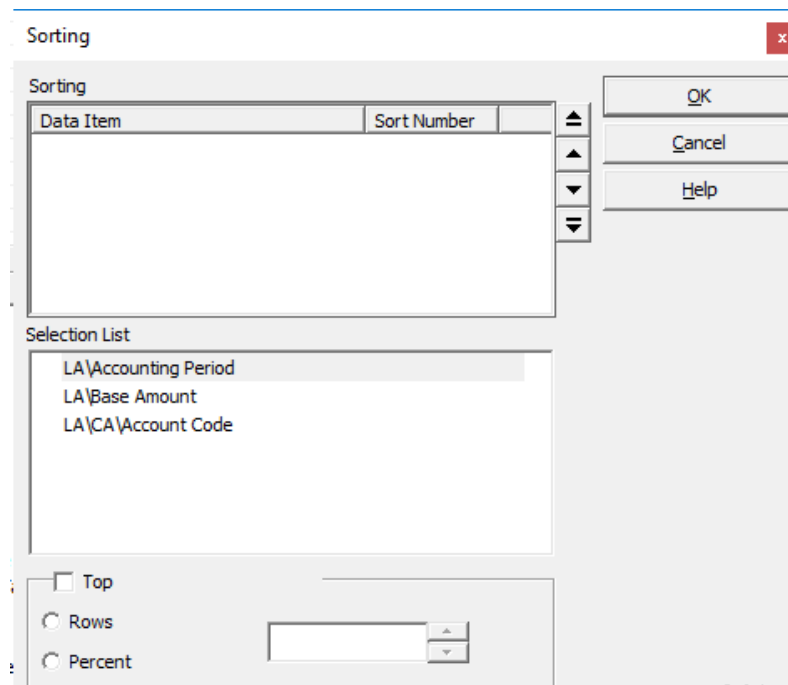 Sorting
x
Sorting
Data Item Sort Number
OK
Cancel
Help
Selection List
LA\Accounting Period
LA\Base Amount
LA\CA\Account Code
Top
Rows
Percent